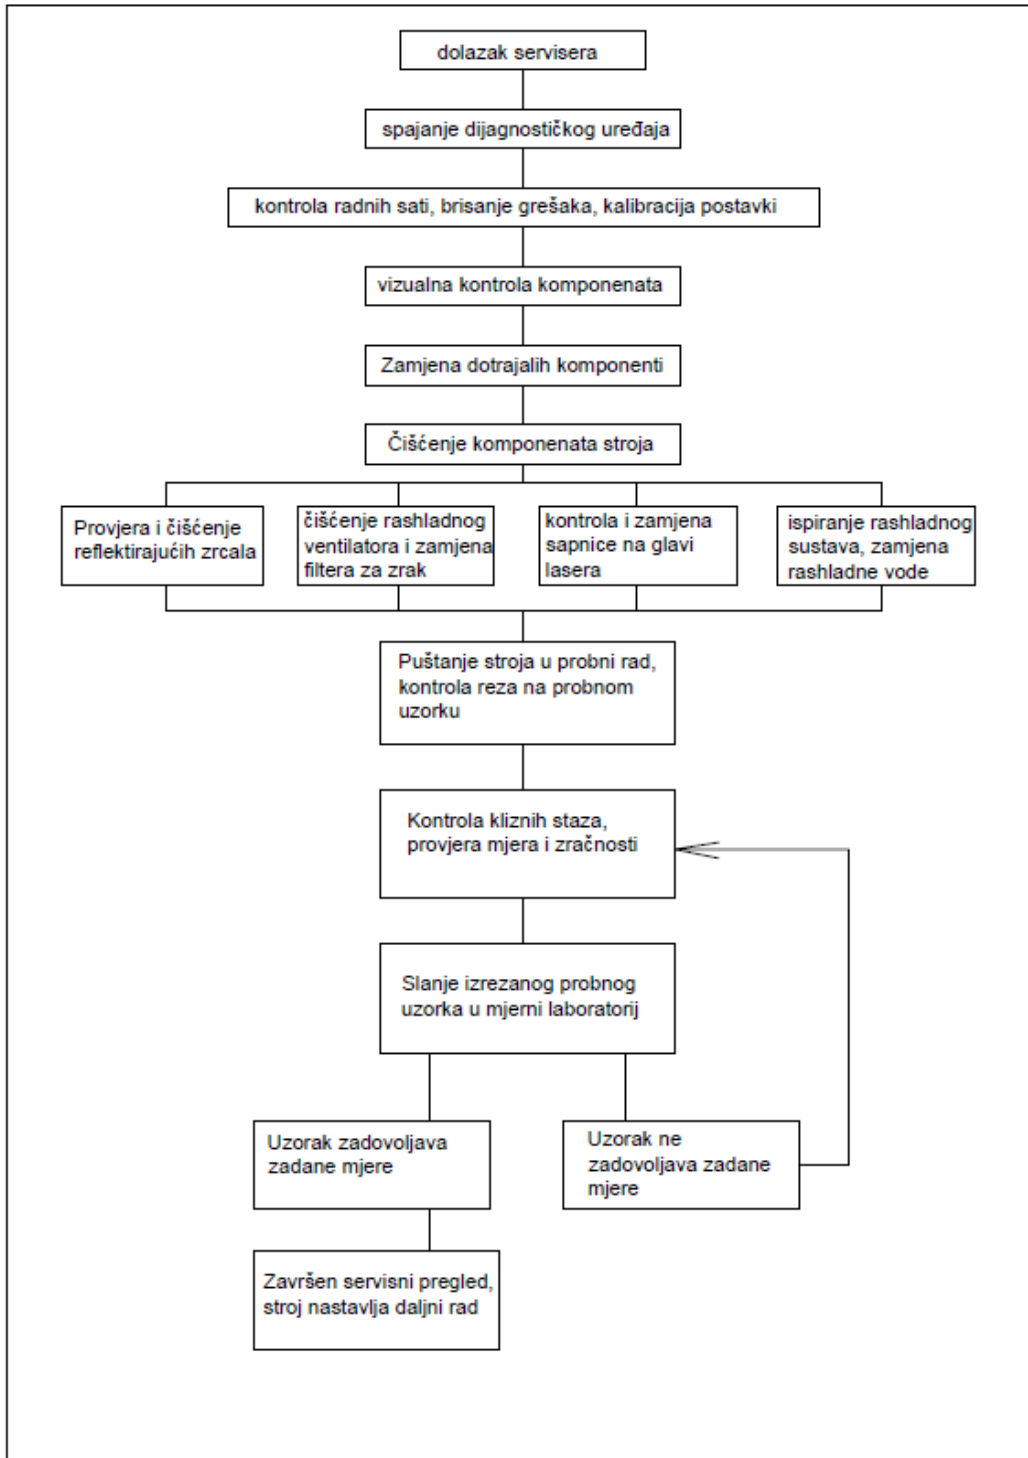 dolazak servisera
spajanje dijagnostičkog uređaja
kontrola radnih sati, brisanje grešaka, kalibracija postavki
vizualna kontrola komponenata
Zamjena dotrajalih komponenti
Čišćenje komponenata stroja
Provjera i čišćenje
reflektirajućih zrcala
čišćenje rashladnog
ventilatora i zamjena
filtera za zrak
kontrola i zamjena
sapnice na glavi
lasera
ispiranje rashladnog
sustava, zamjena
rashladne vode
Puštanje stroja u probni rad,
kontrola reza na probnom
uzorku
Kontrola kliznih staza,
provjera mjera i zračnosti
Slanje izrezanog probnog
uzorka u mjerni laboratorij
Uzorak zadovoljava
zadane mjere
Uzorak ne
zadovoljava zadane
mjere
Završen servisni pregled,
stroj nastavlja daljni rad